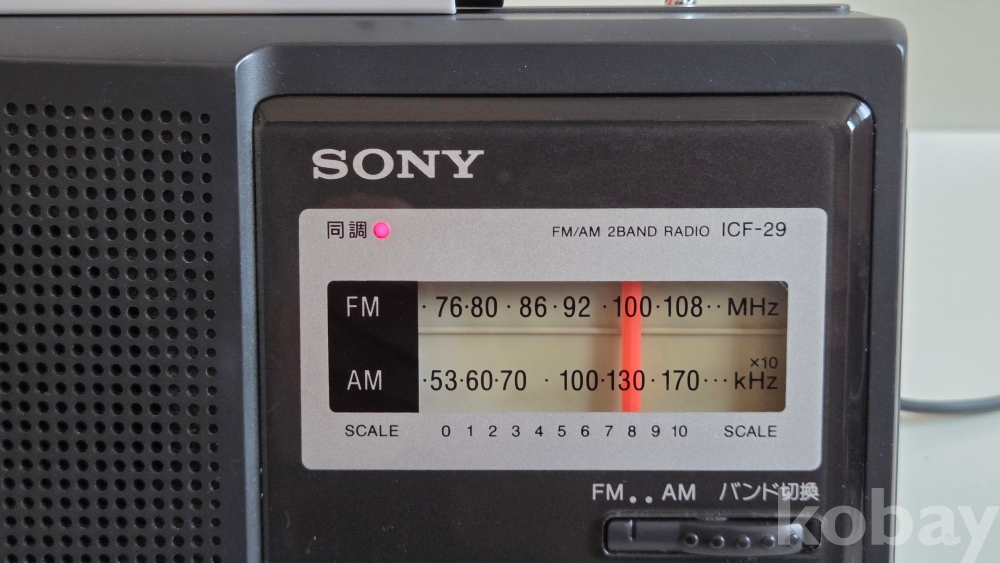 SONY
同調 FM/AM 2BAND RADIO ICF-29
FM ·76·80 ·86·92 ·100·108·· MHz
×10
AM ·53·60·70 · 100·130·170··· kHz
SCALE 0 1 2 3 4 5 6 7 8 9 10 SCALE
FM.. AM バンド切換
kobay